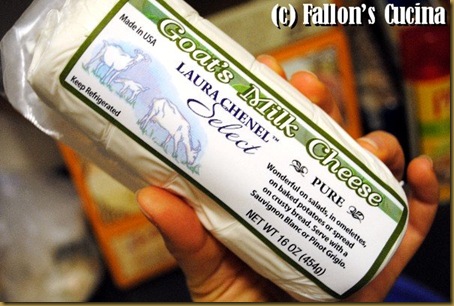 (c) Fallon's Cucina
Made in USA
Keep Refrigerated
Goat's Milk Cheese
LAURA CHENEL™
Select
PURE
Wonderful on salads, in omelettes,
on baked potatoes or spread
on crusty bread. Serve with a
Sauvignon Blanc or Pinot Grigio.
NET WT 16 OZ (454g)